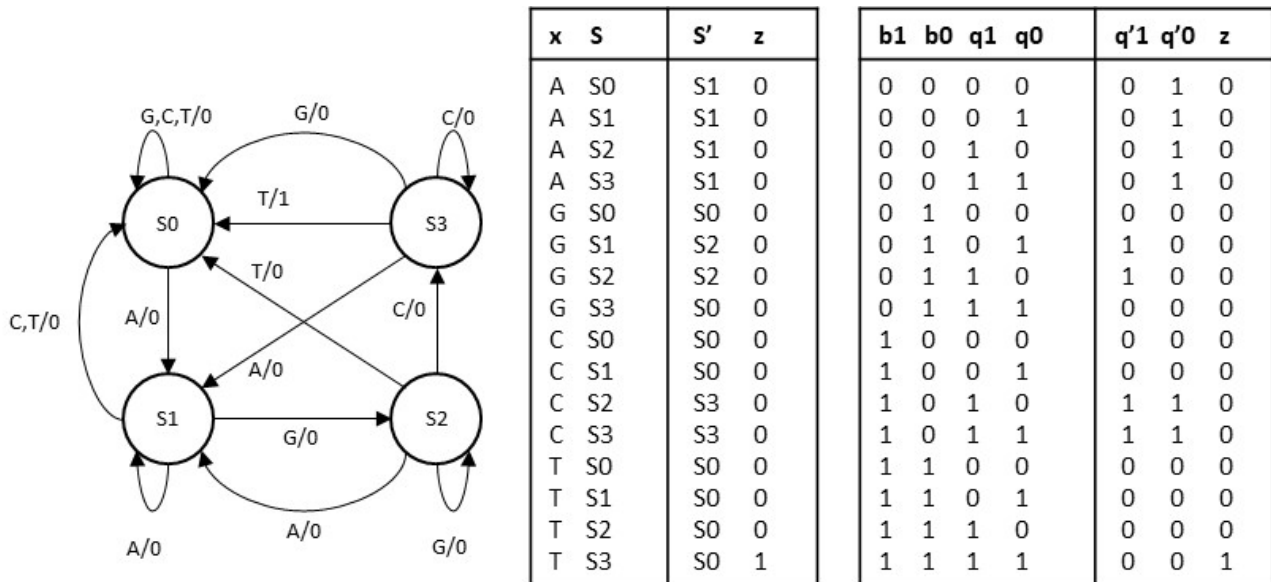 G,C,T/0
G/0
C/0
S0
T/1
S3
T/0
C,T/0
A/0
C/0
A/0
S1
G/0
S2
A/0
A/0
G/0
x S S' z
A S0 S1 0
A S1 S1 0
A S2 S1 0
A S3 S1 0
G S0 S0 0
G S1 S2 0
G S2 S2 0
G S3 S0 0
C S0 S0 0
C S1 S0 0
C S2 S3 0
C S3 S3 0
T S0 S0 0
T S1 S0 0
T S2 S0 0
T S3 S0 1
b1 b0 q1 q0 q'1 q'0 z
0 0 0 0 0 1 0
0 0 0 1 0 1 0
0 0 1 0 0 1 0
0 0 1 1 0 1 0
0 1 0 0 0 0 0
0 1 0 1 1 0 0
0 1 1 0 1 0 0
0 1 1 1 0 0 0
1 0 0 0 0 0 0
1 0 0 1 0 0 0
1 0 1 0 1 1 0
1 0 1 1 1 1 0
1 1 0 0 0 0 0
1 1 0 1 0 0 0
1 1 1 0 0 0 0
1 1 1 1 0 0 1